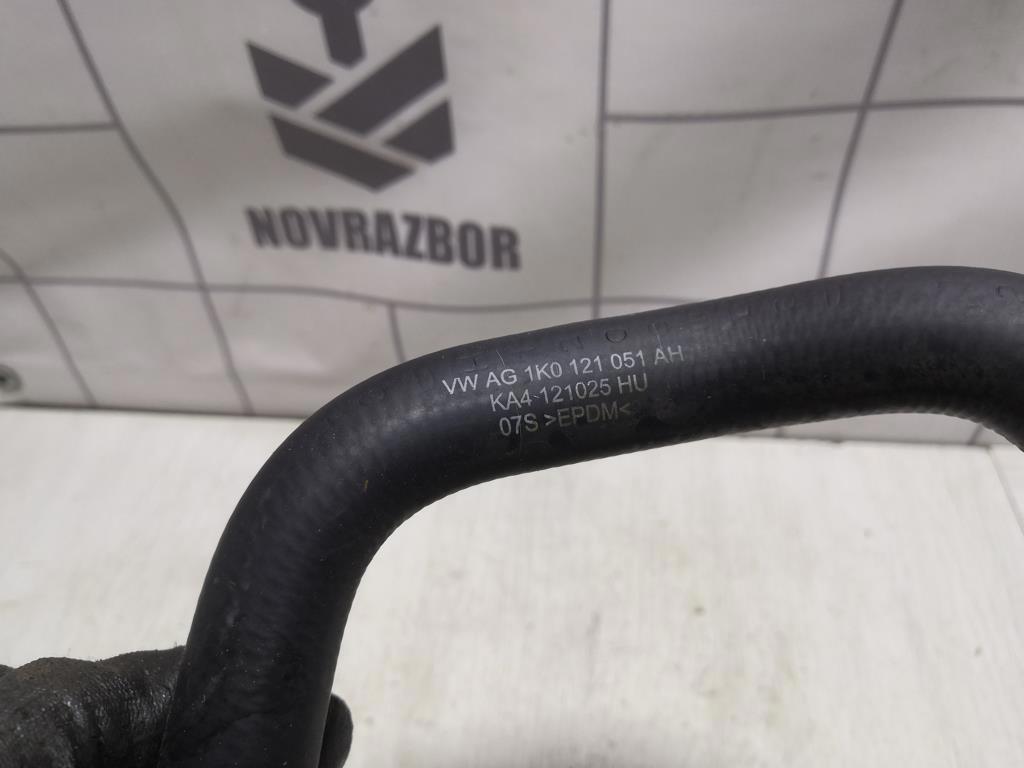 NOVRAZBOR
VW AG 1K0 121 051 AH
KA4 121025 HU
07S >EPDM<